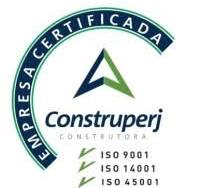 EMPRESA CERTIFICADA
Construperj
CONSTRUTORA
ISO 9001
ISO 14001
ISO 45001